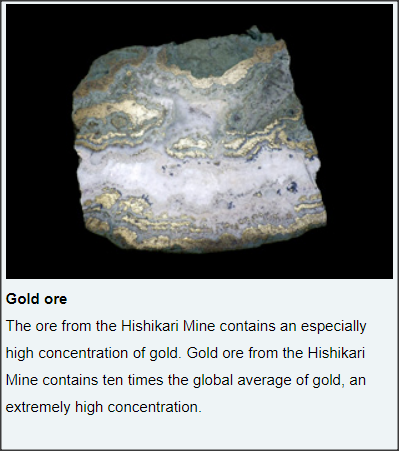 Gold ore
The ore from the Hishikari Mine contains an especially
high concentration of gold. Gold ore from the Hishikari
Mine contains ten times the global average of gold, an
extremely high concentration.